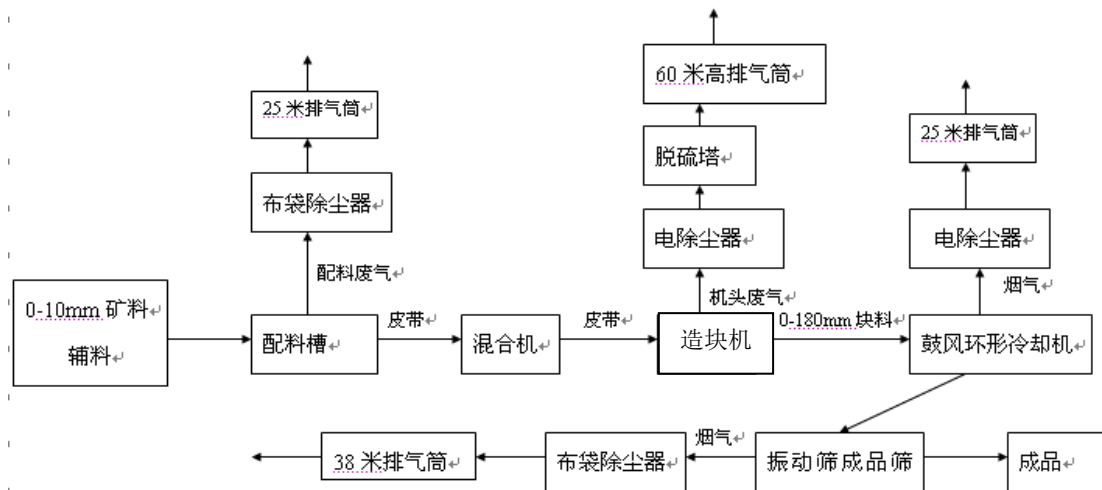 60 米高排气筒
25 米排气筒
25 米排气筒
脱硫塔
布袋除尘器
电除尘器
电除尘器
配料废气
机头废气
烟气
0-10mm 矿料
辅料
配料槽
皮带
混合机
皮带
造块机
0-180mm 块料
鼓风环形冷却机
38 米排气筒
布袋除尘器
烟气
振动筛成品筛
成品